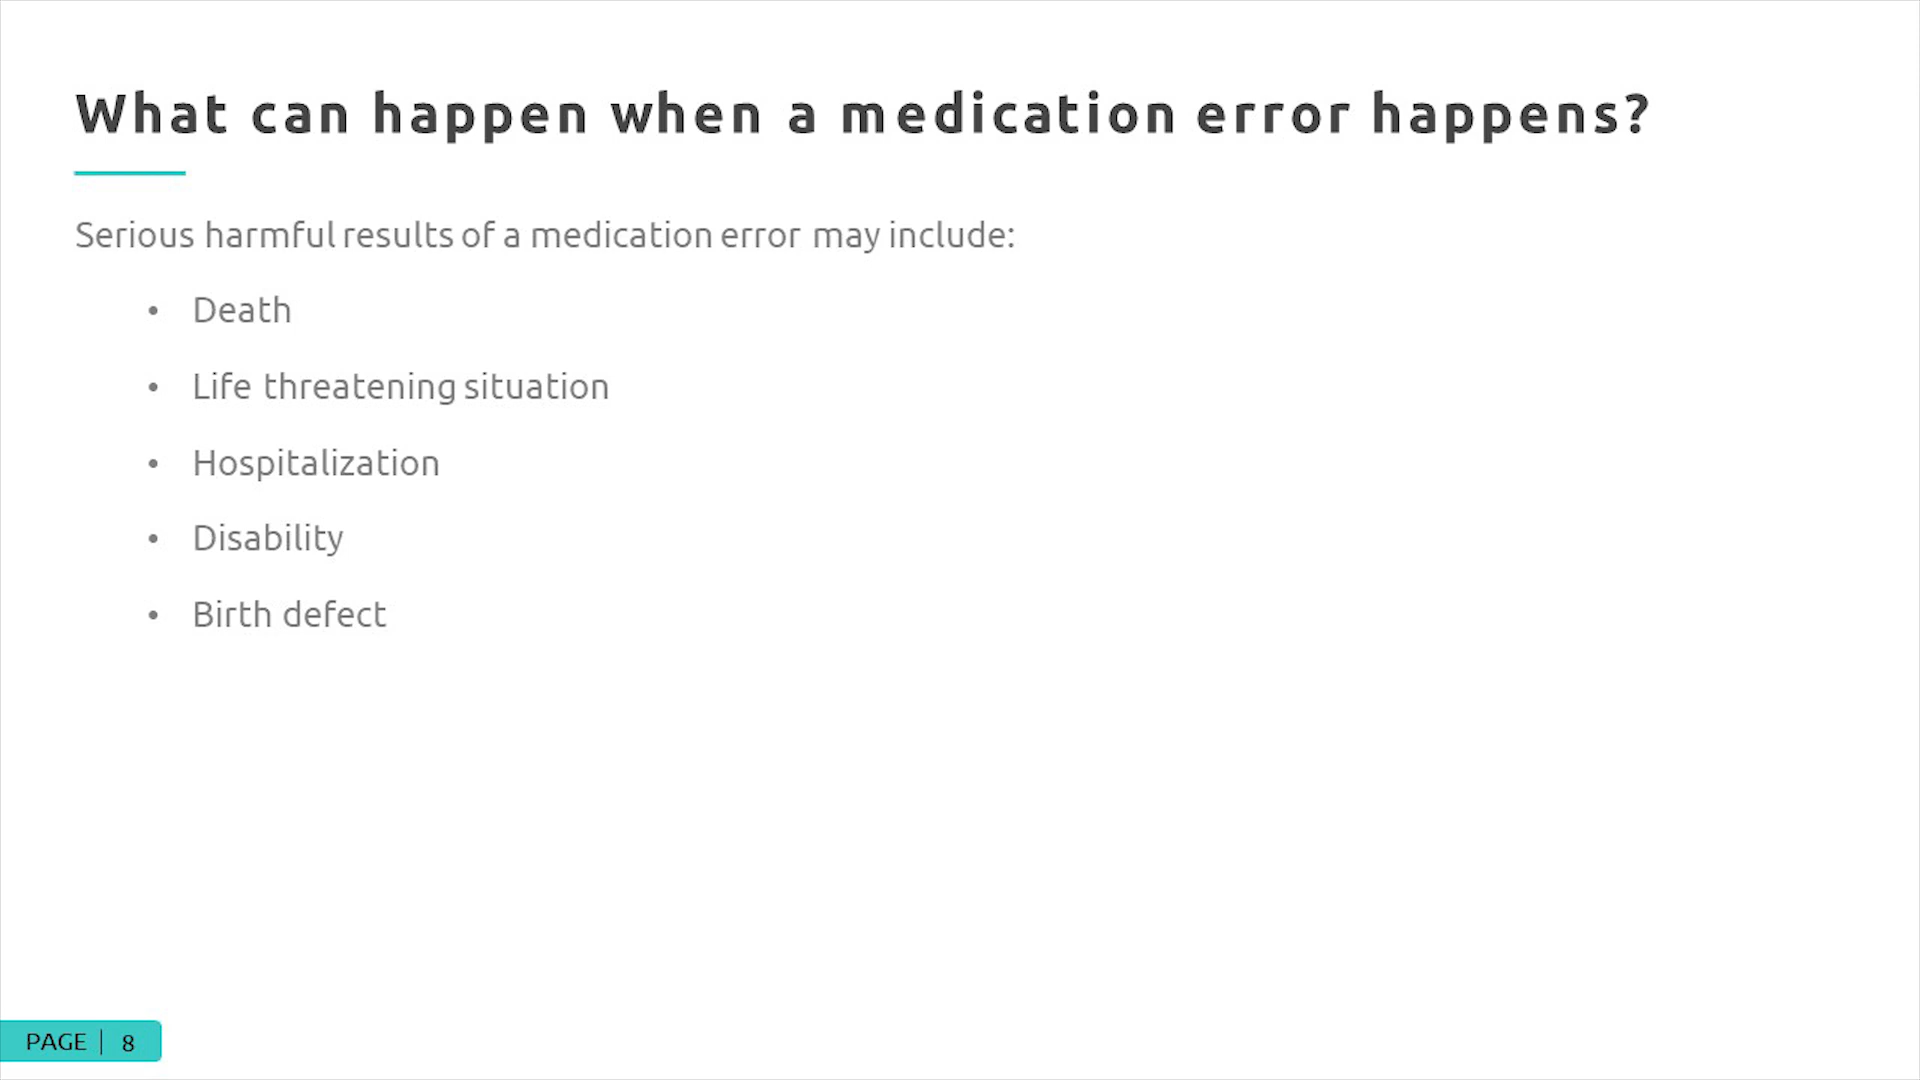 What can happen when a medication error happens?
Serious harmful results of a medication error may include:
• Death
• Life threatening situation
• Hospitalization
• Disability
• Birth defect
PAGE | 8